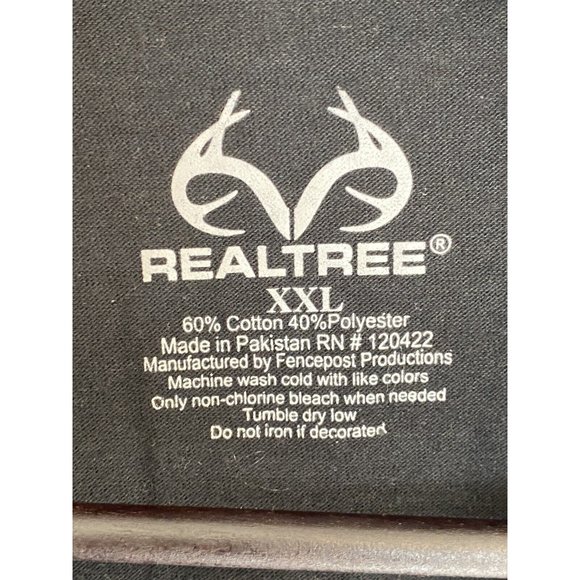 REALTREE®
XXL
60% Cotton 40%Polyester
Made in Pakistan RN # 120422
Manufactured by Fencepost Productions
Machine wash cold with like colors
Only non-chlorine bleach when needed
Tumble dry low
Do not iron if decorated